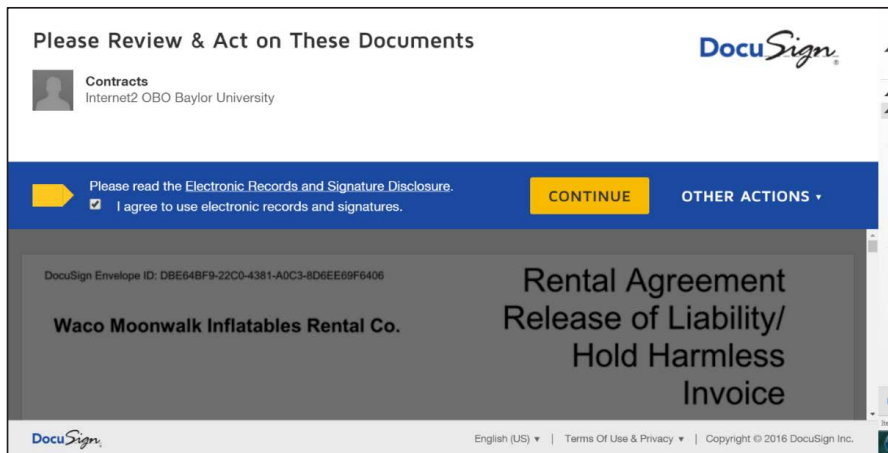 Please Review & Act on These Documents
DocuSign
Contracts
Internet2 OBO Baylor University
Please read the Electronic Records and Signature Disclosure.
I agree to use electronic records and signatures.
CONTINUE
OTHER ACTIONS
DocuSign Envelope ID: DBE64BF9-22C0-4381-A0C3-8D6EE69F6406
Waco Moonwalk Inflatables Rental Co.
Rental Agreement
Release of Liability/
Hold Harmless
Invoice
DocuSign
English (US) | Terms Of Use & Privacy | Copyright © 2016 DocuSign Inc.